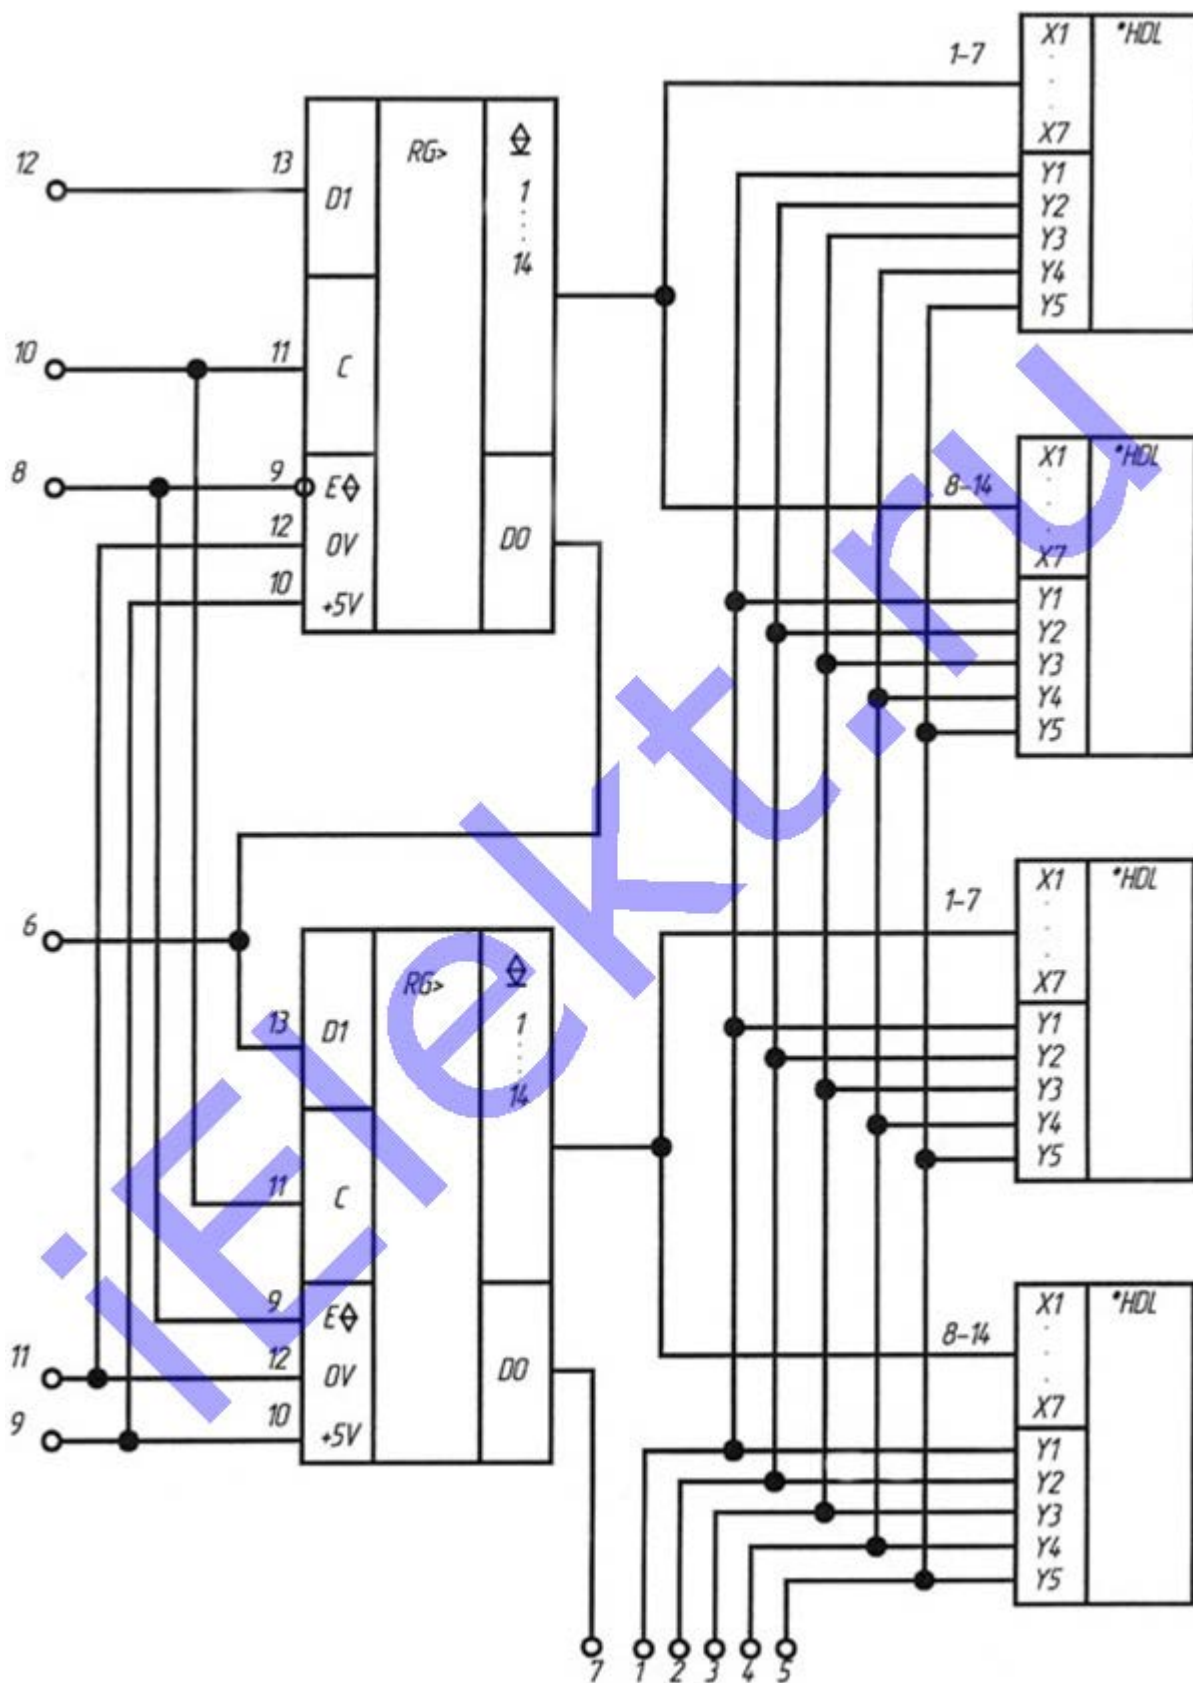 X1
*HDL
1-7
X7
Y1
Y2
Y3
Y4
Y5
12
13
D1
RG>
1
14
10
11
C
8
9
E
12
0V
10
+5V
DO
X1
*HDL
8-14
X7
Y1
Y2
Y3
Y4
Y5
6
13
D1
RG>
1
14
11
C
9
E
11
12
0V
9
10
+5V
DO
X1
*HDL
1-7
X7
Y1
Y2
Y3
Y4
Y5
X1
*HDL
8-14
X7
Y1
Y2
Y3
Y4
Y5
7
1
2
3
4
5
iElekt.ru